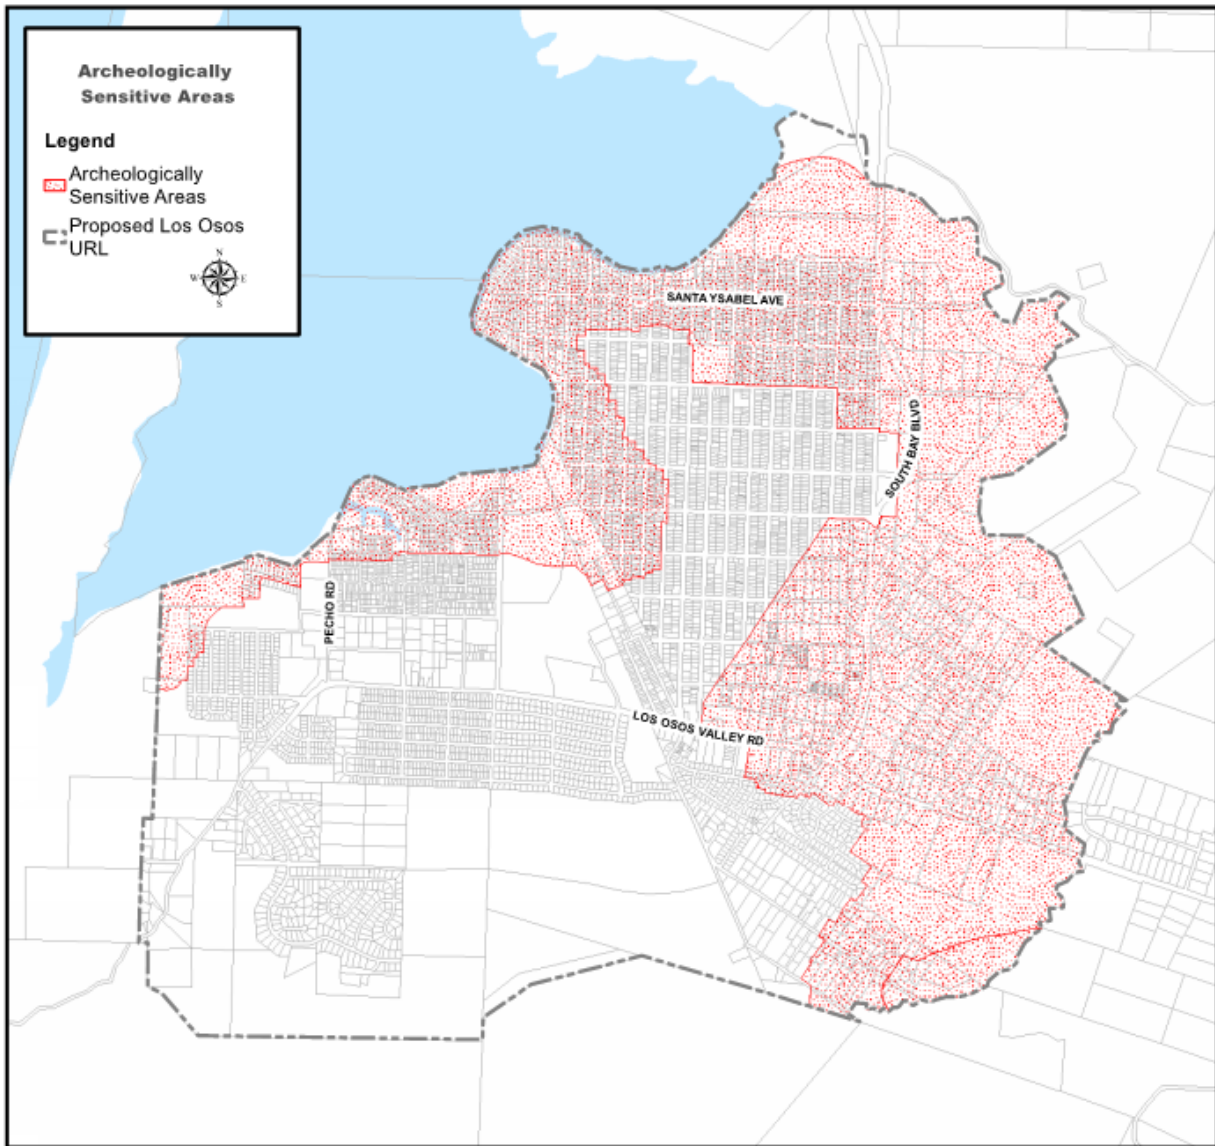 Archeologically
Sensitive Areas
Legend
Archeologically
Sensitive Areas
Proposed Los Osos
URL
N
W
E
S
SANTA YSABEL AVE
SOUTH BAY BLVD
PECHO RD
LOS OSOS VALLEY RD